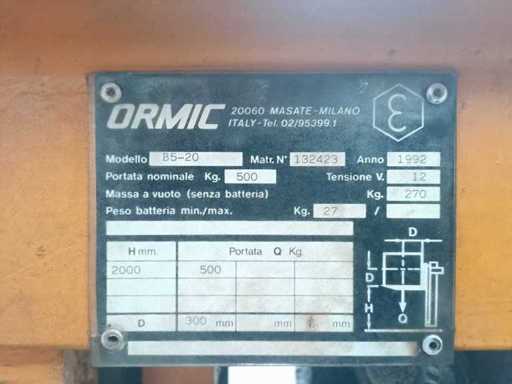 ORMIC 20060 MASATE-MILANO
ITALY-Tel. 02/95399.1
Modello B5-20 Matr. N° 132423 Anno 1992
Portata nominale Kg. 500 Tensione V. 12
Massa a vuoto (senza batteria) Kg. 270
Peso batteria min./max. Kg. 27 /
H mm. Portata Q Kg.
2000 500
D 300 mm mm mm
D
D
H
Q